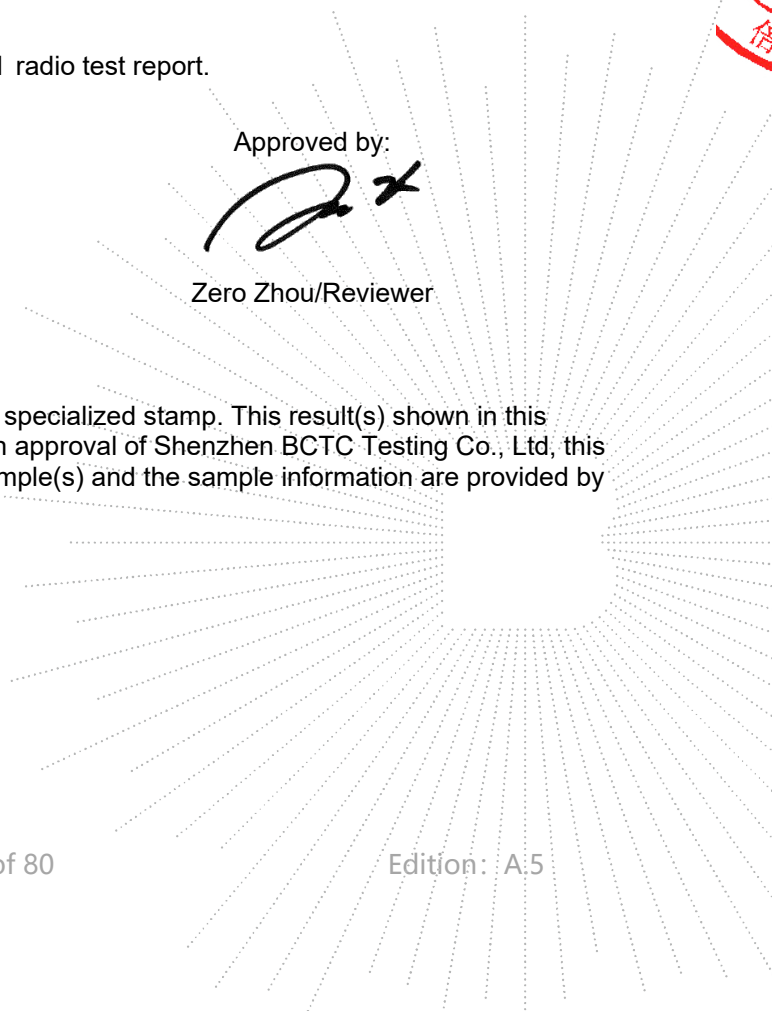 radio test report.
Approved by:
Zero Zhou/Reviewer
specialized stamp. This result(s) shown in this
approval of Shenzhen BCTC Testing Co., Ltd, this
mple(s) and the sample information are provided by
of 80
Edition: A.5